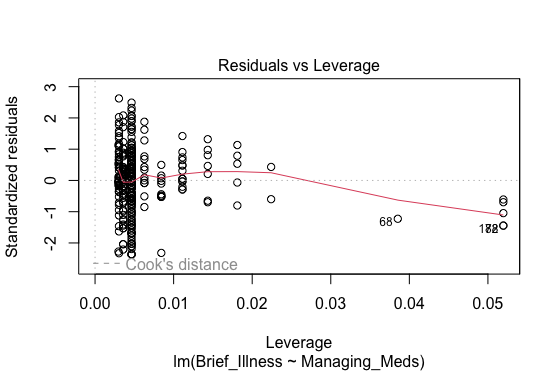 Residuals vs Leverage
Standardized residuals
3
2
1
0
-1
-2
68
Cook's distance
0.00 0.01 0.02 0.03 0.04 0.05
Leverage
lm(Brief_Illness ~ Managing_Meds)